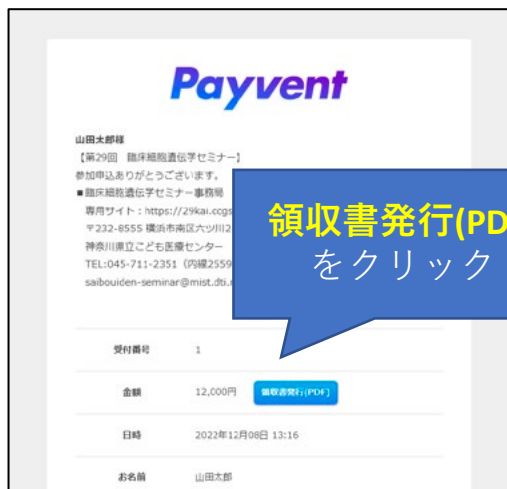 Payvent
山田太郎様
【第29回 臨床細胞遺伝学セミナー】
参加申込ありがとうございます。
■臨床細胞遺伝学セミナー事務局
専用サイト：https://29kai.ccgs
〒232-8555 横浜市南区六ツ川2
神奈川県立こども医療センター
TEL:045-711-2351（内線2559
saibouiden-seminar@mist.dti.
領収書発行(PD
をクリック
受付番号 1
金額 12,000円 領収書発行(PDF)
日時 2022年12月08日 13:16
お名前 山田太郎